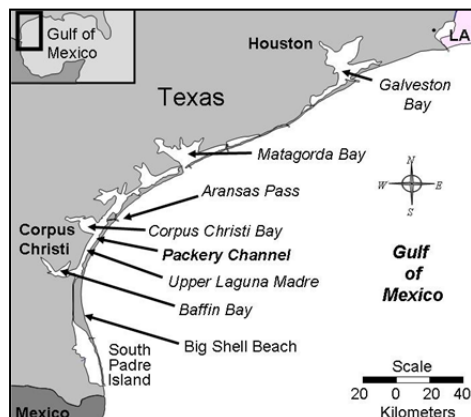 Gulf of
Mexico
Houston
LA
Galveston
Bay
Texas
Matagorda Bay
N
W E
S
Aransas Pass
Corpus
Christi
Corpus Christi Bay
Packery Channel
Upper Laguna Madre
Baffin Bay
Gulf
of
Mexico
Big Shell Beach
South
Padre
Island
Scale
20 0 20 40
Kilometers
Mexico